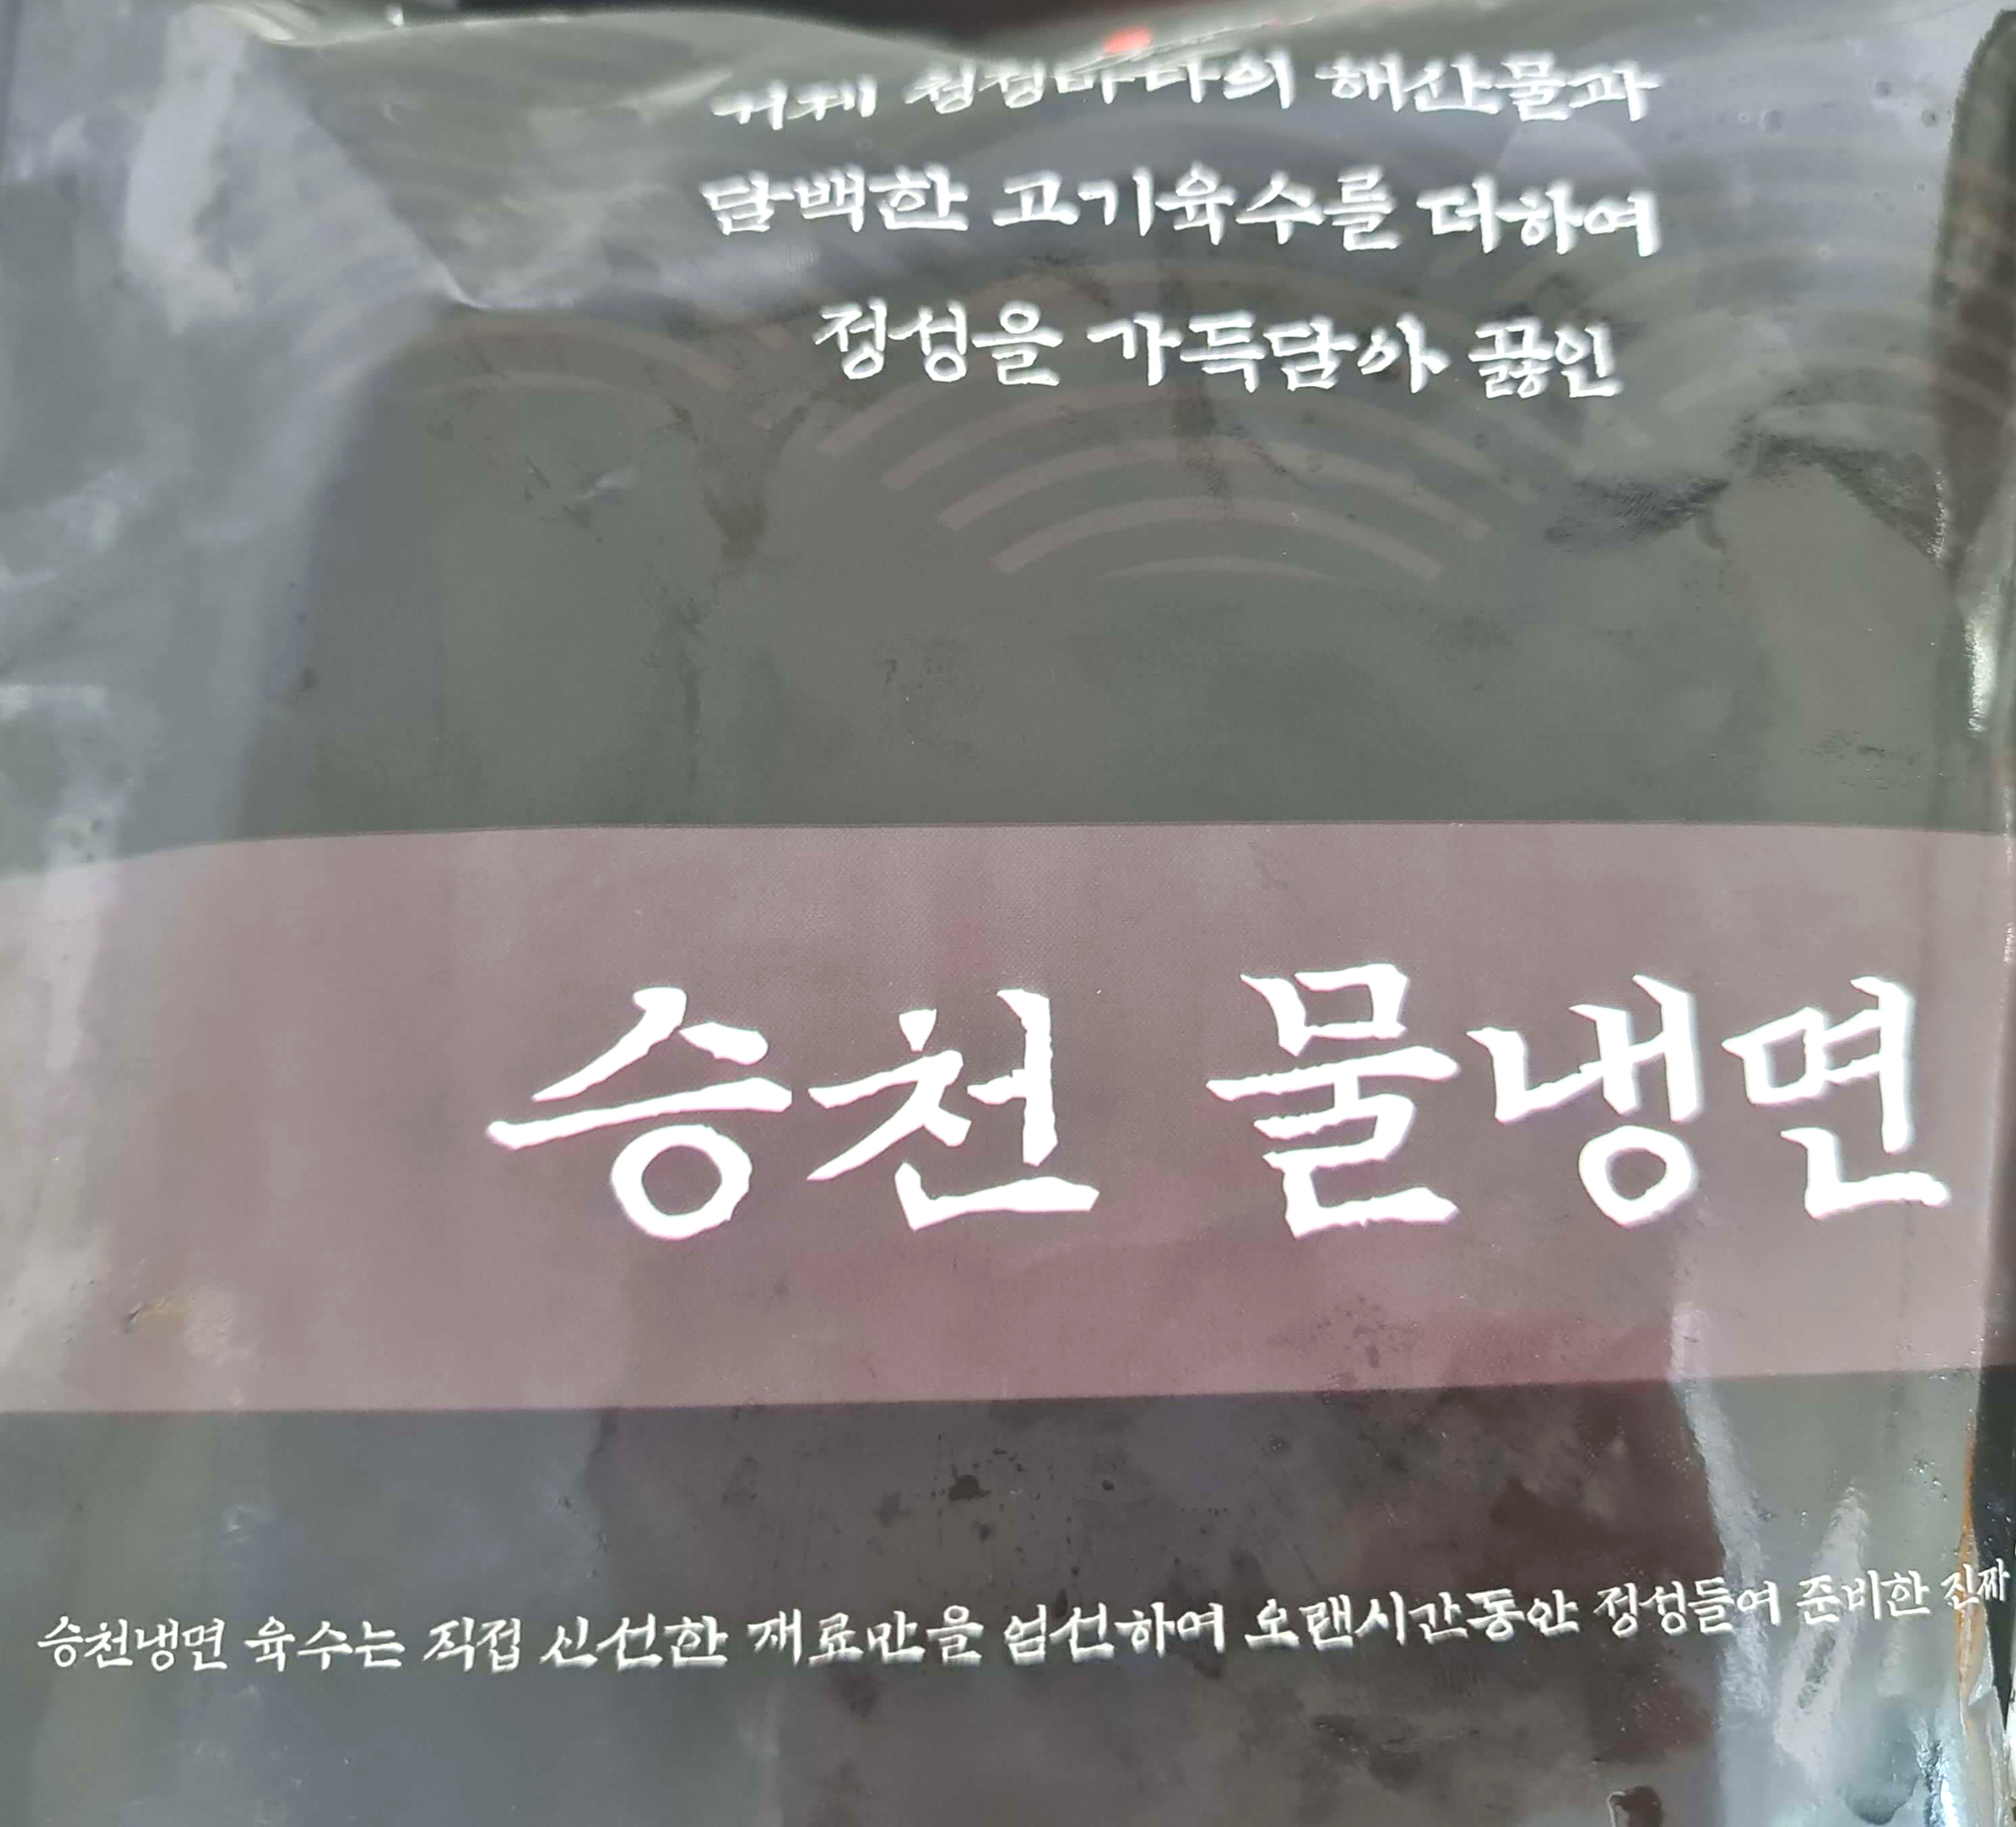 거제 청정바다의 해산물과
담백한 고기육수를 더하여
정성을 가득담아 끓인
승천 물냉면
승천냉면 육수는 직접 신선한 재료만을 엄선하여 오랜시간동안 정성들여 준비한 진짜